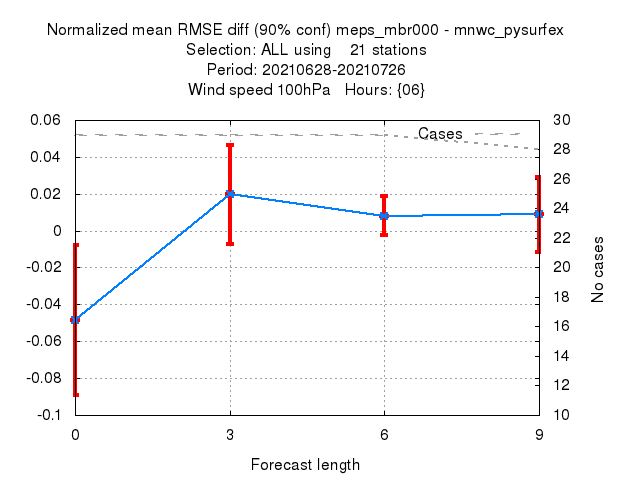 Normalized mean RMSE diff (90% conf) meps_mbr000 - mnwc_pysurfex
Selection: ALL using    21 stations
Period: 20210628-20210726
Wind speed 100hPa   Hours: {06}
0.06
0.04
0.02
0
-0.02
-0.04
-0.06
-0.08
-0.1
Cases
30
28
26
24
22
20
18
16
14
12
10
No cases
0 3 6 9
Forecast length